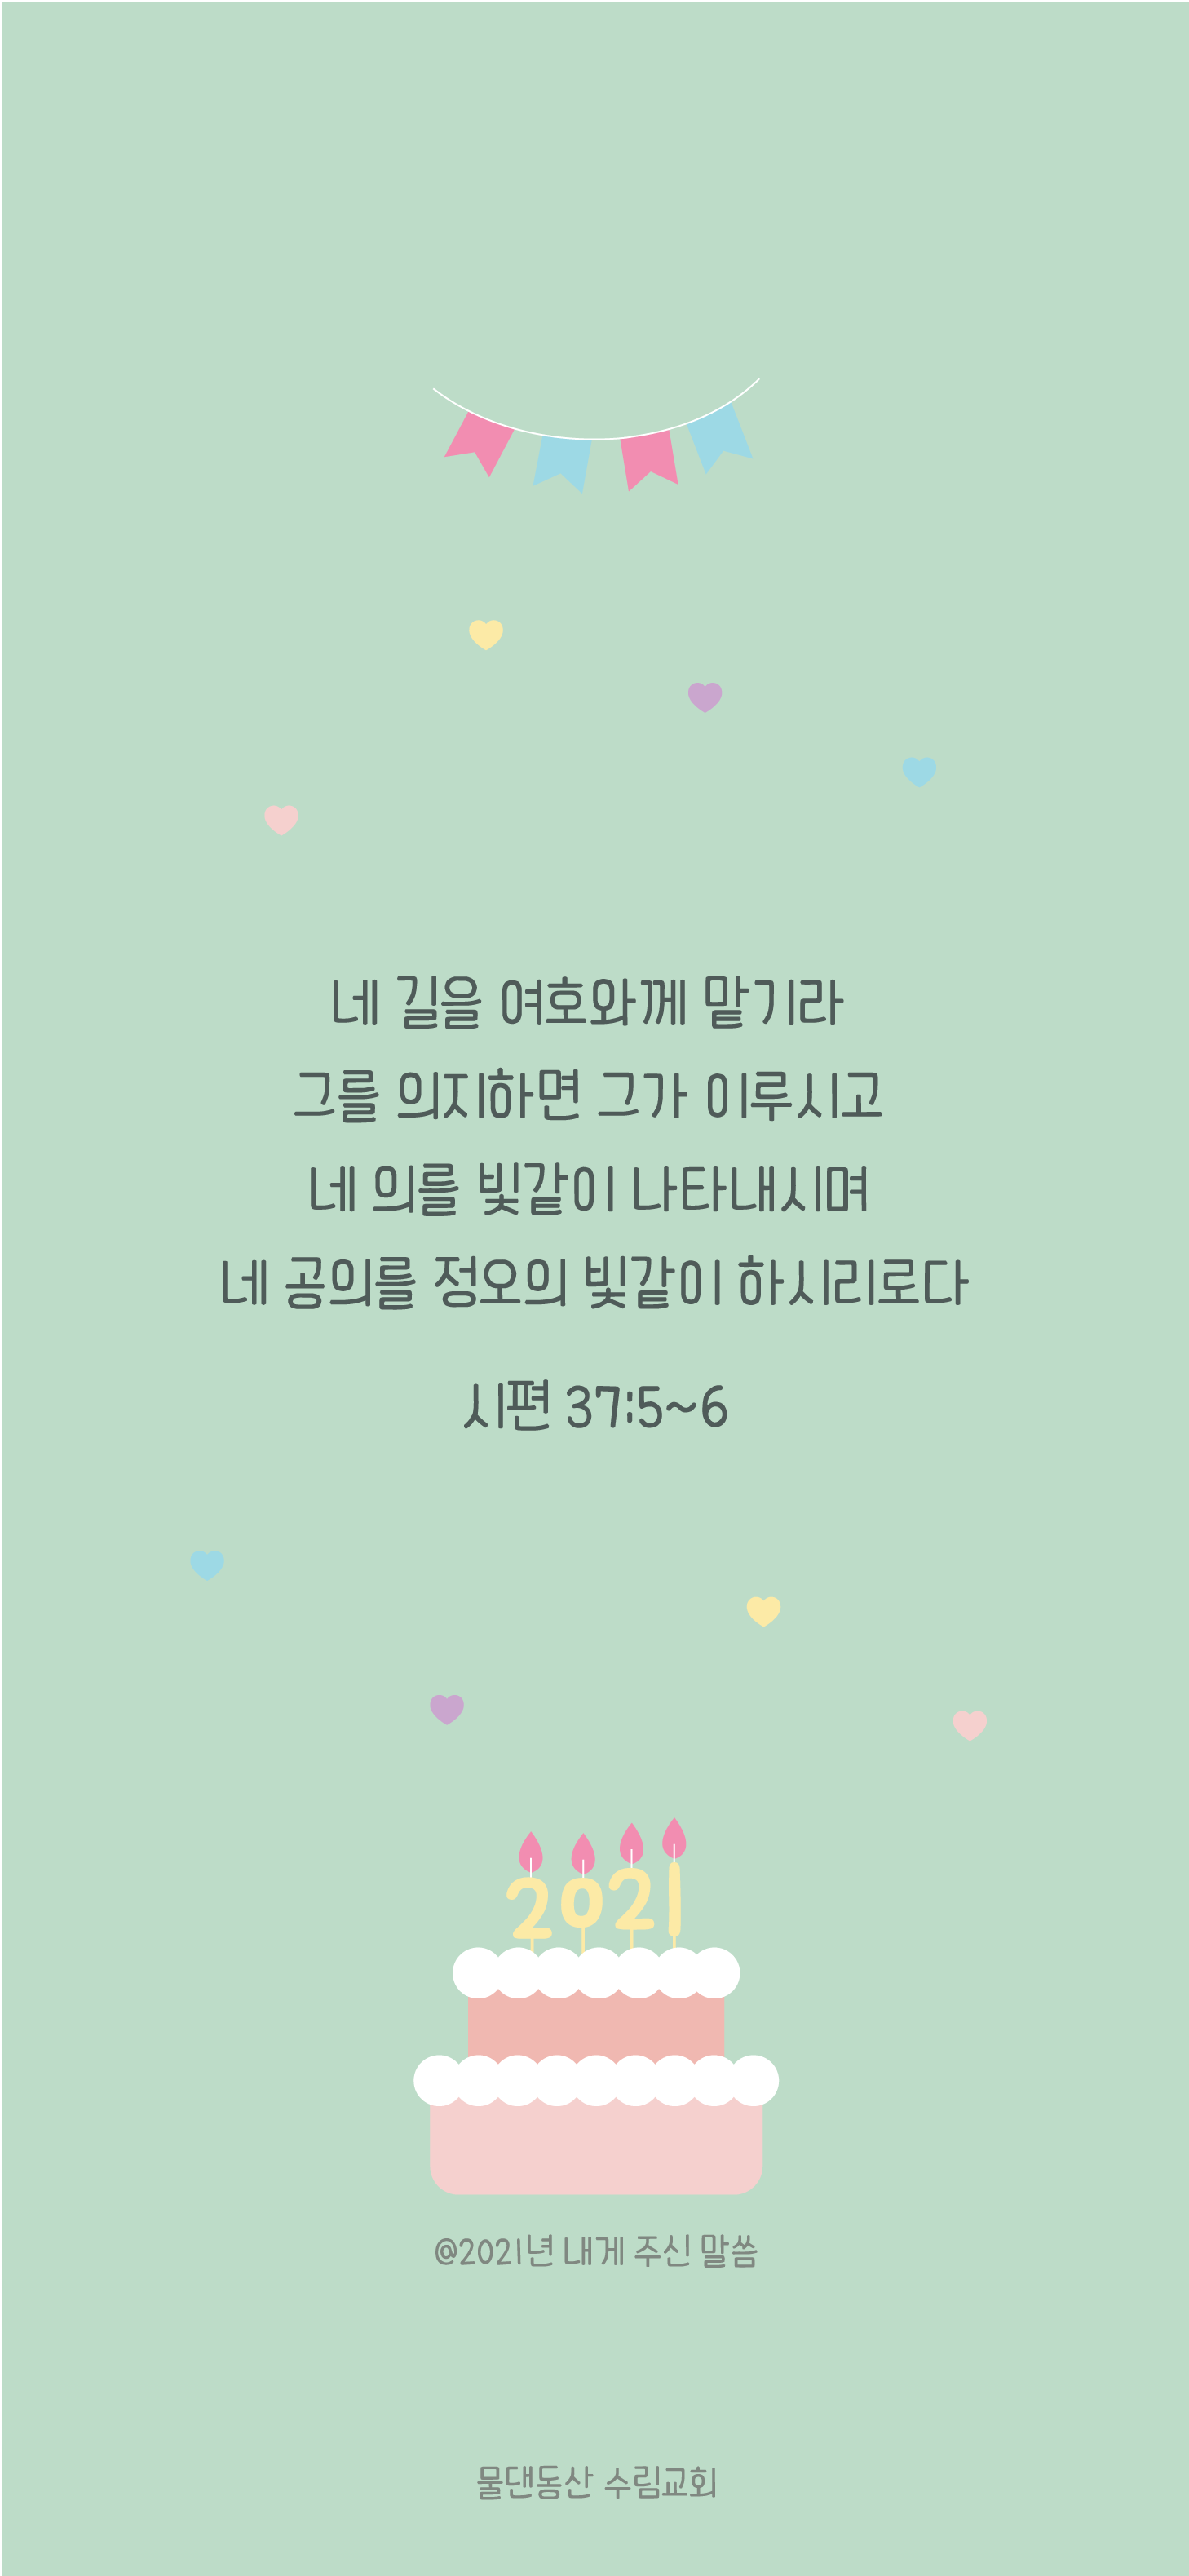 네 길을 여호와께 맡기라
그를 의지하면 그가 이루시고
네 의를 빛같이 나타내시며
네 공의를 정오의 빛같이 하시리로다
시편 37:5~6
2021
@2021년 내게 주신 말씀
물댄동산 수림교회